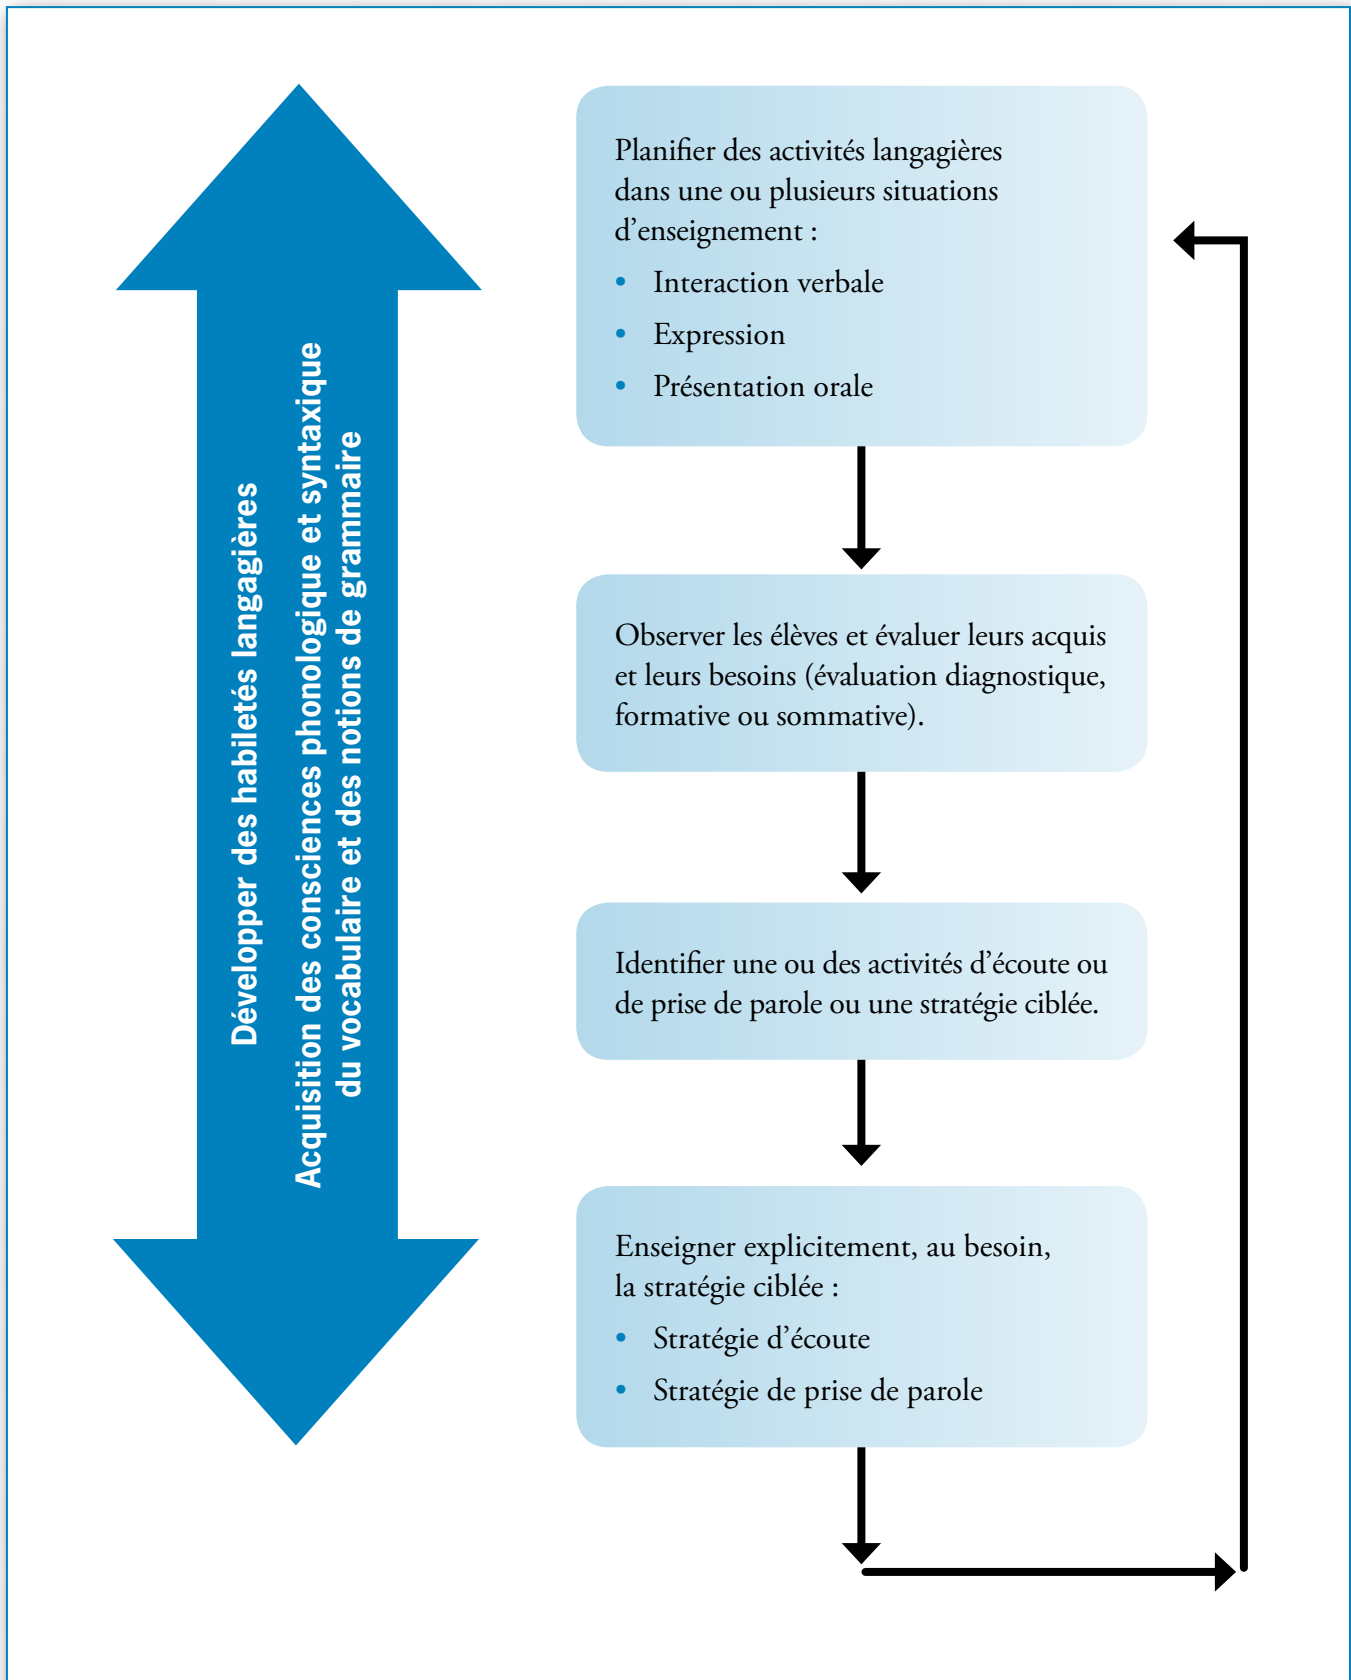 Développer des habiletés langagières
Acquisition des consciences phonologique et syntaxique
du vocabulaire et des notions de grammaire
Planifier des activités langagières
dans une ou plusieurs situations
d’enseignement :
• Interaction verbale
• Expression
• Présentation orale
Observer les élèves et évaluer leurs acquis
et leurs besoins (évaluation diagnostique,
formative ou sommative).
Identifier une ou des activités d’écoute ou
de prise de parole ou une stratégie ciblée.
Enseigner explicitement, au besoin,
la stratégie ciblée :
• Stratégie d’écoute
• Stratégie de prise de parole